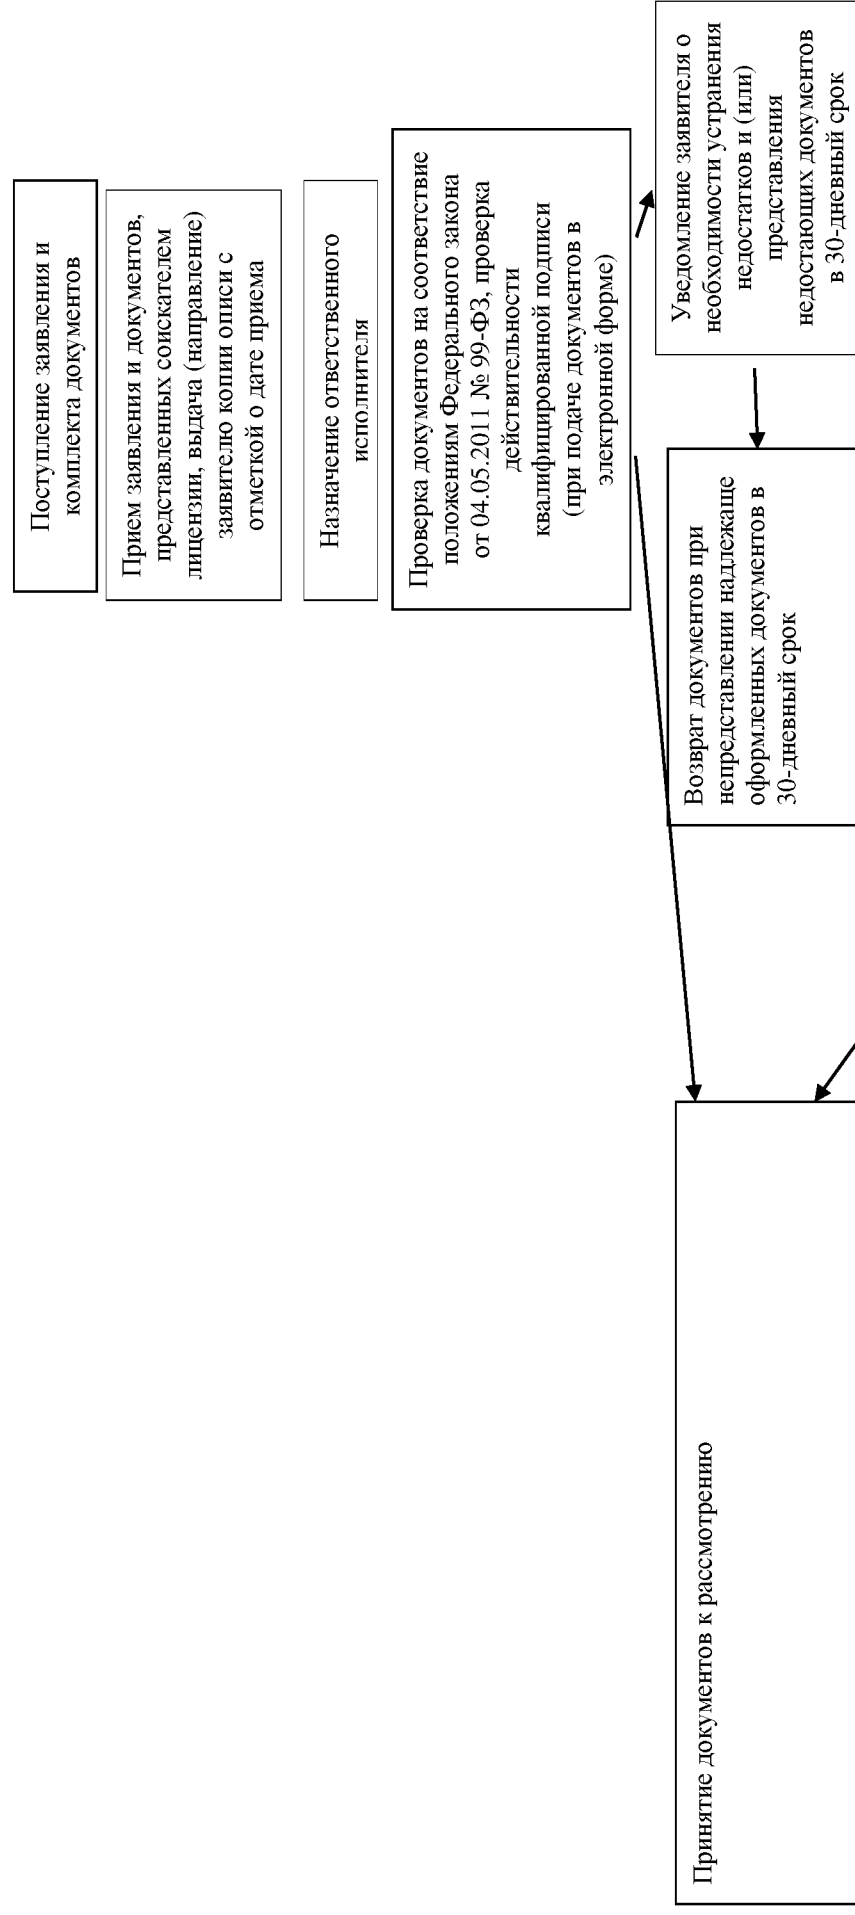 Поступление заявления и
комплекта документов
Прием заявления и документов,
представленных соискателем
лицензии, выдача (направление)
заявителю копии описи с
отметкой о дате приема
Назначение ответственного
исполнителя
Проверка документов на соответствие
положениям Федерального закона
от 04.05.2011 № 99-ФЗ, проверка
действительности
квалифицированной подписи
(при подаче документов в
электронной форме)
Уведомление заявителя о
необходимости устранения
недостатков и (или)
представления
недостающих документов
в 30-дневный срок
Возврат документов при
непредставлении надлежаще
оформленных документов в
30-дневный срок
Принятие документов к рассмотрению